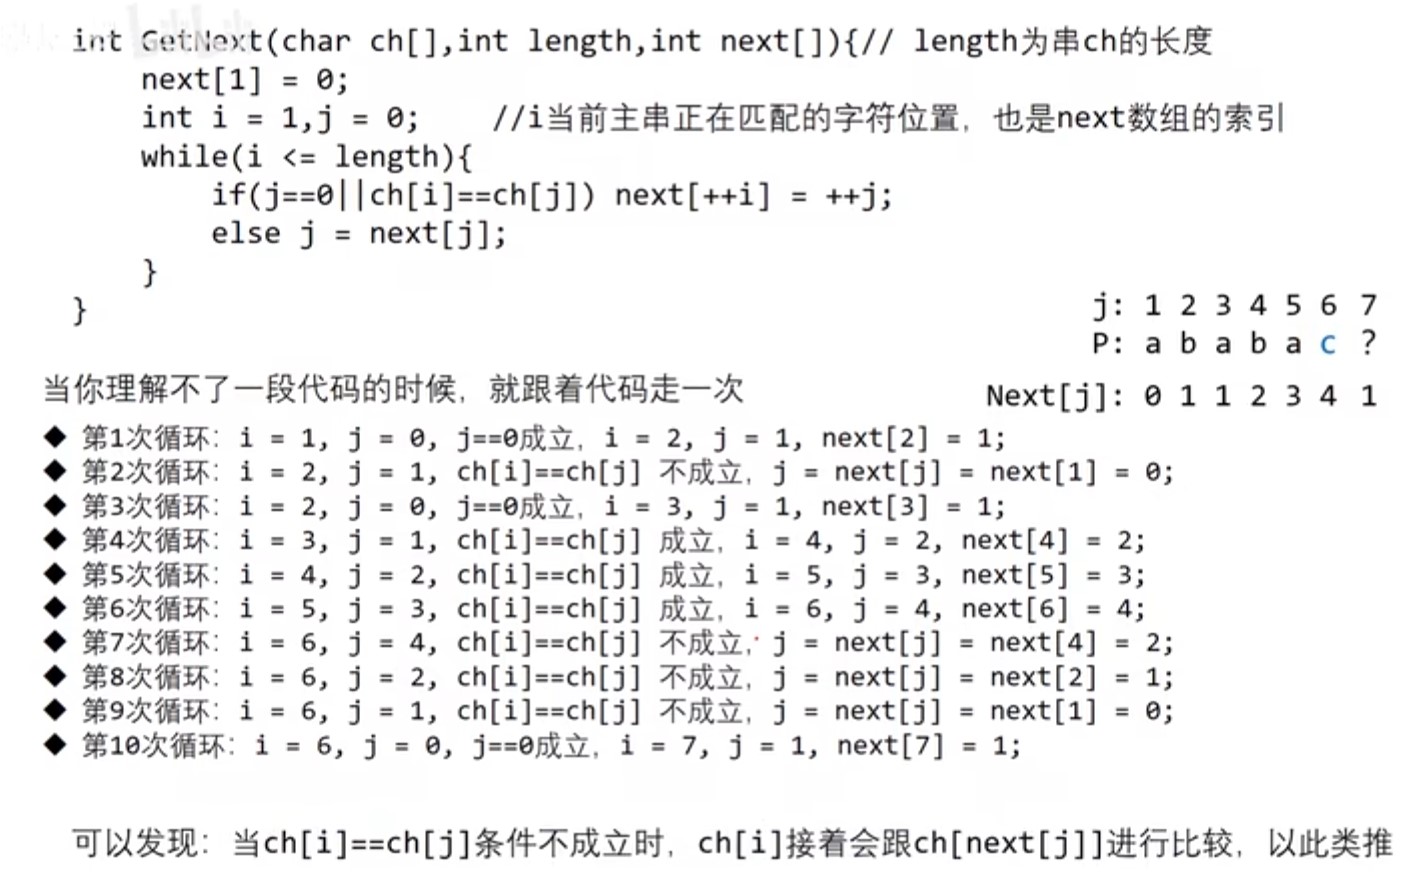 int GetNext(char ch[],int length,int next[]){// length为串ch的长度
next[1] = 0;
int i = 1,j = 0; //i当前主串正在匹配的字符位置，也是next数组的索引
while(i <= length){
if(j==0||ch[i]==ch[j]) next[++i] = ++j;
else j = next[j];
}
}
j: 1 2 3 4 5 6 7
P: a b a b a c ?
当你理解不了一段代码的时候，就跟着代码走一次
Next[j]: 0 1 1 2 3 4 1
◆ 第1次循环：i = 1, j = 0, j==0成立，i = 2, j = 1, next[2] = 1;
◆ 第2次循环：i = 2, j = 1, ch[i]==ch[j] 不成立，j = next[j] = next[1] = 0;
◆ 第3次循环：i = 2, j = 0, j==0成立，i = 3, j = 1, next[3] = 1;
◆ 第4次循环：i = 3, j = 1, ch[i]==ch[j] 成立，i = 4, j = 2, next[4] = 2;
◆ 第5次循环：i = 4, j = 2, ch[i]==ch[j] 成立，i = 5, j = 3, next[5] = 3;
◆ 第6次循环：i = 5, j = 3, ch[i]==ch[j] 成立，i = 6, j = 4, next[6] = 4;
◆ 第7次循环：i = 6, j = 4, ch[i]==ch[j] 不成立，j = next[j] = next[4] = 2;
◆ 第8次循环：i = 6, j = 2, ch[i]==ch[j] 不成立，j = next[j] = next[2] = 1;
◆ 第9次循环：i = 6, j = 1, ch[i]==ch[j] 不成立，j = next[j] = next[1] = 0;
◆ 第10次循环：i = 6, j = 0, j==0成立，i = 7, j = 1, next[7] = 1;
可以发现：当ch[i]==ch[j]条件不成立时，ch[i]接着会跟ch[next[j]]进行比较，以此类推